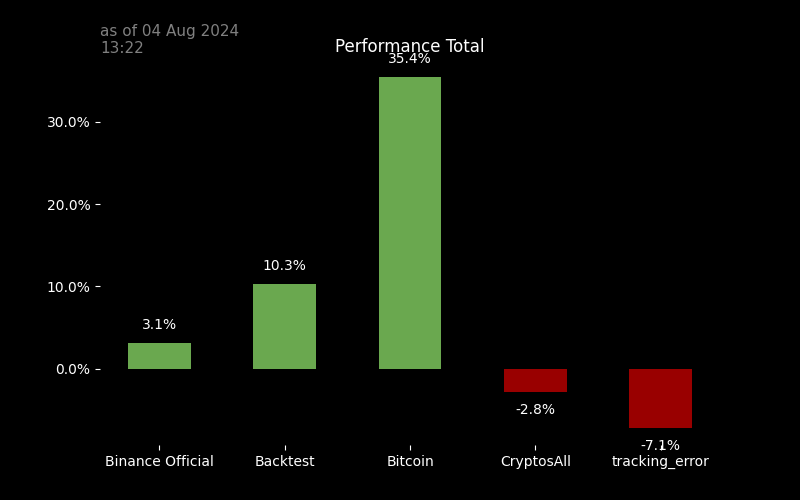 as of 04 Aug 2024
13:22
Performance Total
35.4%
30.0%
20.0%
10.3%
10.0%
3.1%
0.0%
-2.8%
-7.1%
Binance Official
Backtest
Bitcoin
CryptosAll
tracking_error